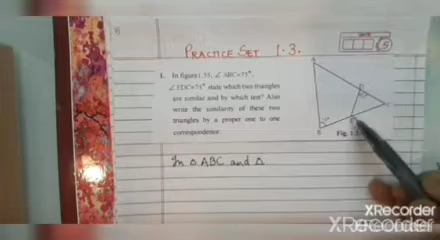 PRACTICE SET 1.3.
1. In figure 1.55, ∠ ABC=75°,
∠ EDC=75° state which two triangles
are similar and by which test? Also
write the similarity of these two
triangles by a proper one to one
correspondence.
A
B
Fig.
In △ ABC and △
XRecorder
XRecorder